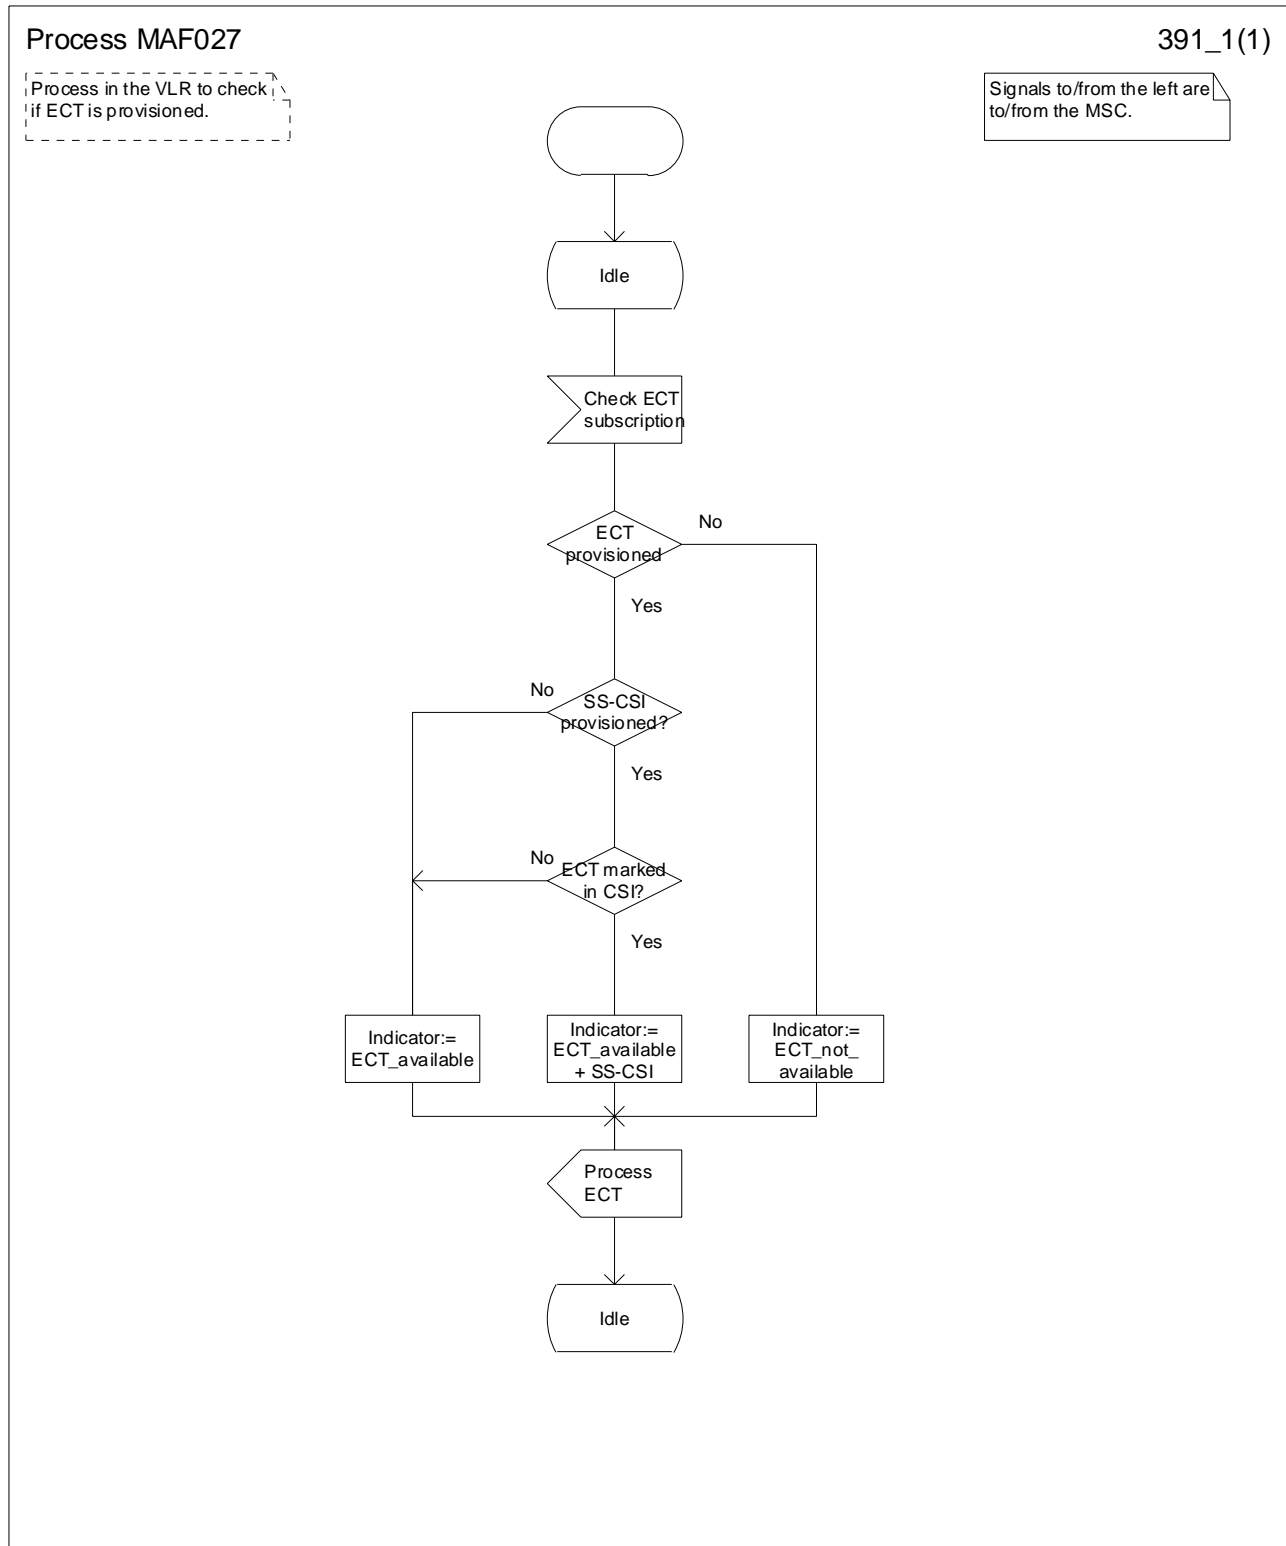 Process MAF027
391_1(1)
Process in the VLR to check
if ECT is provisioned.
Signals to/from the left are
to/from the MSC.
Idle
Check ECT
subscription
ECT
provisioned
No
Yes
No
SS-CSI
provisioned?
Yes
No
ECT marked
in CSI?
Yes
Indicator:=
ECT_available
Indicator:=
ECT_available
+ SS-CSI
Indicator:=
ECT_not_
available
Process
ECT
Idle